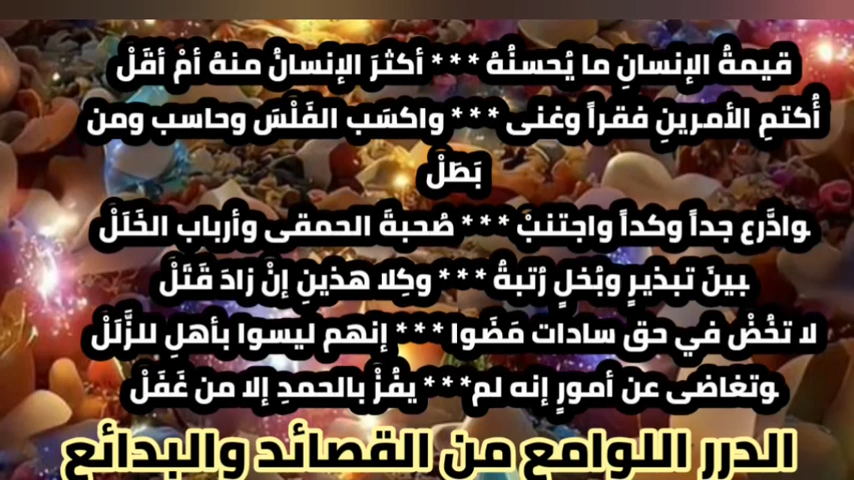 قيمةُ الإنسانِ ما يُحسنُهُ *** أكثرَ الإنسانُ منهُ أمْ أقَلْ
أُكتمِ الأمرينِ فقراً وغنى *** واكسَب الفَلْسَ وحاسب ومن
بَطَلْ
وادَّرع جداً وكداً واجتنبْ *** صُحبةَ الحمقى وأرباب الخَلَلْ
بينَ تبذيرٍ وبُخلٍ رُتبةُ *** وكِلا هذينِ إنْ زادَ قَتَلْ
لا تخُضْ في حق سادات مَضَوا *** إنهم ليسوا بأهلِ للزَّلَلْ
وتغاضى عن أمورٍ إنه لم*** يفُزْ بالحمدِ إلا من غَفَلْ
الدرر اللوامع من القصائد والبدائع